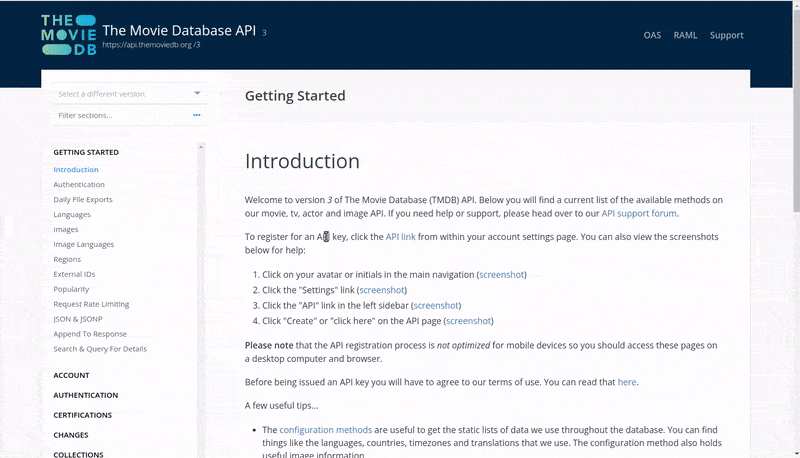 THE MOVIE DB
The Movie Database API 3
https://api.themoviedb.org /3
OAS RAML Support
Select a different version
Filter sections...
GETTING STARTED
Introduction
Authentication
Daily File Exports
Languages
Images
Image Languages
Regions
External IDs
Popularity
Request Rate Limiting
JSON & JSONP
Append To Response
Search & Query For Details
ACCOUNT
AUTHENTICATION
CERTIFICATIONS
CHANGES
COLLECTIONS
Getting Started
Introduction
Welcome to version 3 of The Movie Database (TMDB) API. Below you will find a current list of the available methods on
our movie, tv, actor and image API. If you need help or support, please head over to our API support forum.
To register for an API key, click the API link from within your account settings page. You can also view the screenshots
below for help:
1. Click on your avatar or initials in the main navigation (screenshot)
2. Click the "Settings" link (screenshot)
3. Click the "API" link in the left sidebar (screenshot)
4. Click "Create" or "click here" on the API page (screenshot)
Please note that the API registration process is not optimized for mobile devices so you should access these pages on
a desktop computer and browser.
Before being issued an API key you will have to agree to our terms of use. You can read that here.
A few useful tips...
• The configuration methods are useful to get the static lists of data we use throughout the database. You can find
things like the languages, countries, timezones and translations that we use. The configuration method also holds
useful image information.